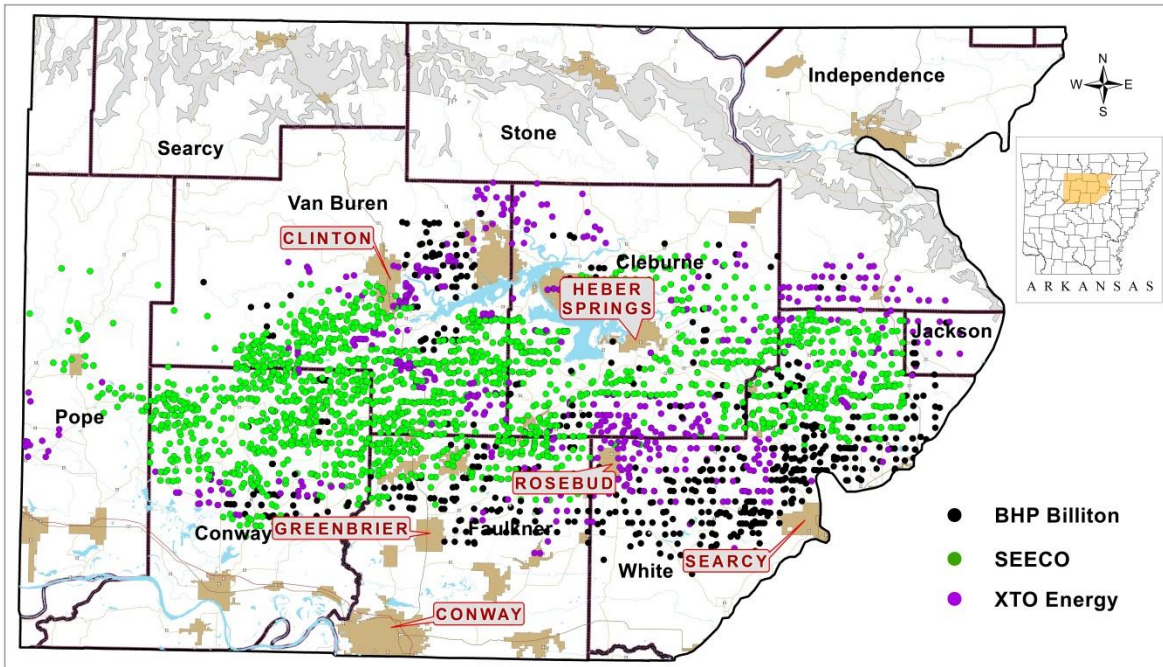 Independence
N
W E
S
Stone
Searcy
Van Buren
CLINTON
Cleburne
HEBER
SPRINGS
ARKANSAS
Jackson
Pope
ROSEBUD
GREENBRIER
Conway
Faulkner
SEARCY
White
CONWAY
BHP Billiton
SEECO
XTO Energy